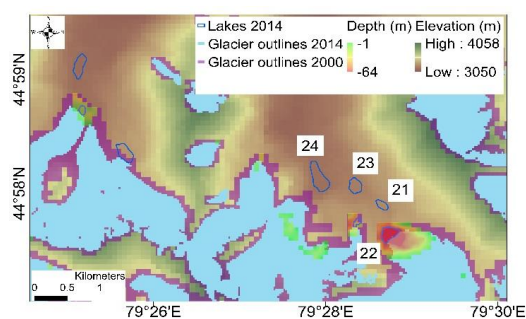 Lakes 2014
Glacier outlines 2014
Glacier outlines 2000
Depth (m)
-1
-64
Elevation (m)
High : 4058
Low : 3050
44°59'N
44°58'N
24
23
21
22
Kilometers
0 0.5 1
79°26'E
79°28'E
79°30'E